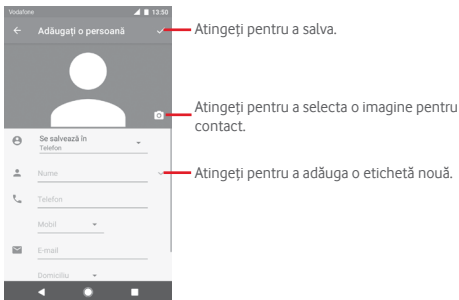 Vodafone 13:50
Adăugați o persoană
Atingeți pentru a salva.
Atingeți pentru a selecta o imagine pentru
contact.
Se salvează în
Telefon
Nume
Atingeți pentru a adăuga o etichetă nouă.
Telefon
Mobil
E-mail
Domiciliu